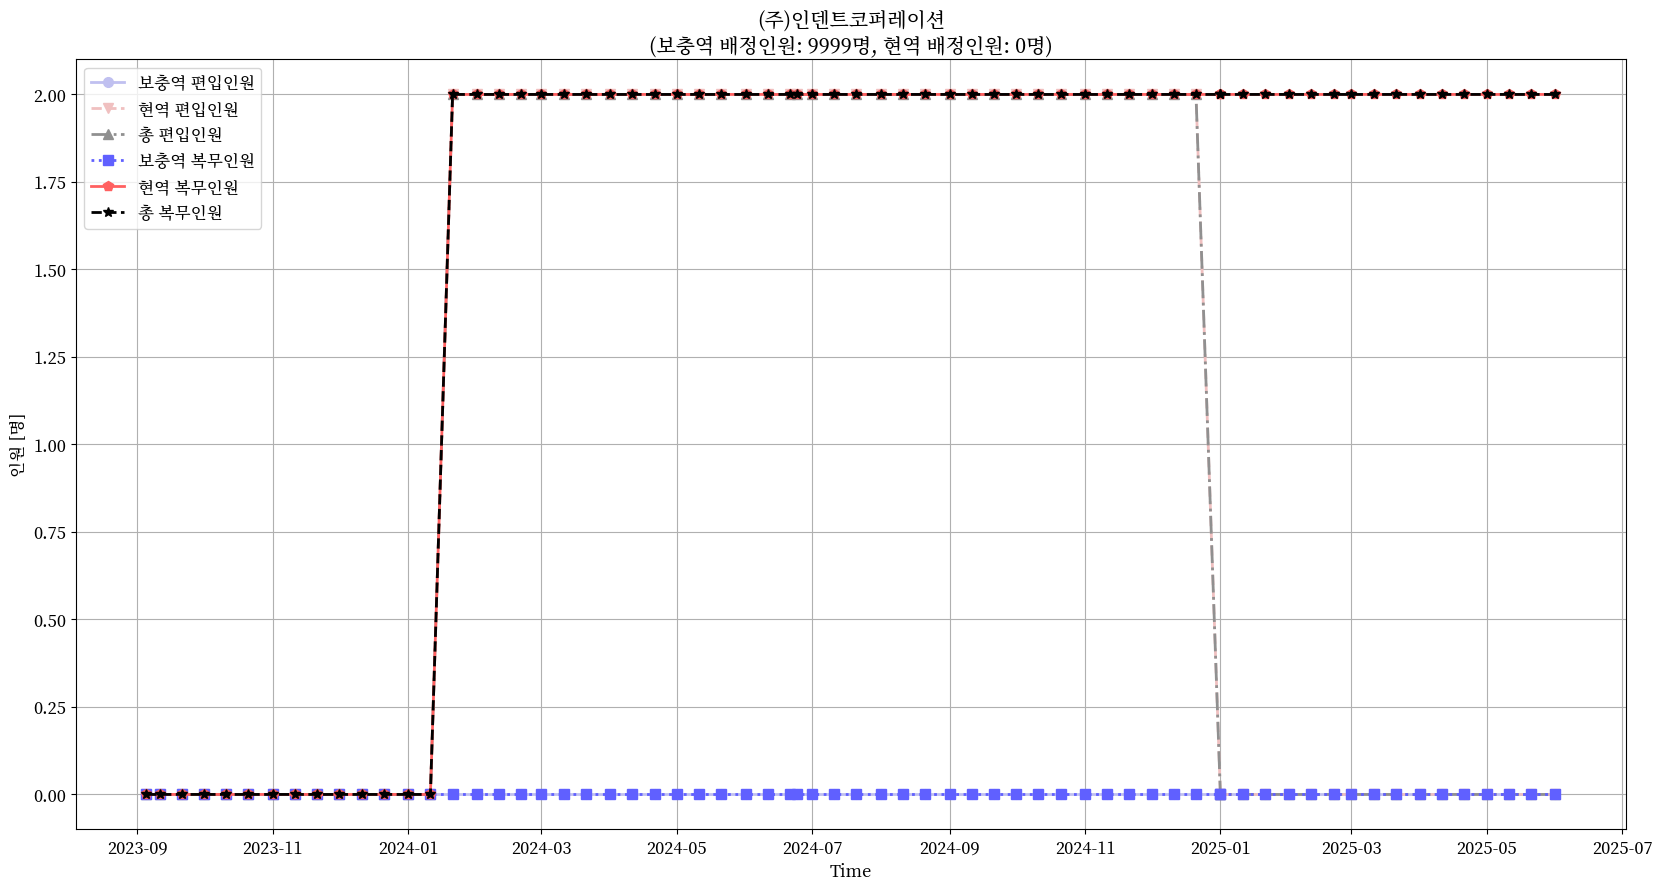 (주)인덴트코퍼레이션
(보충역 배정인원: 9999명, 현역 배정인원: 0명)
보충역 편입인원
현역 편입인원
총 편입인원
보충역 복무인원
현역 복무인원
총 복무인원
인원 [명]
2.00
1.75
1.50
1.25
1.00
0.75
0.50
0.25
0.00
2023-09
2023-11
2024-01
2024-03
2024-05
2024-07
2024-09
2024-11
2025-01
2025-03
2025-05
2025-07
Time